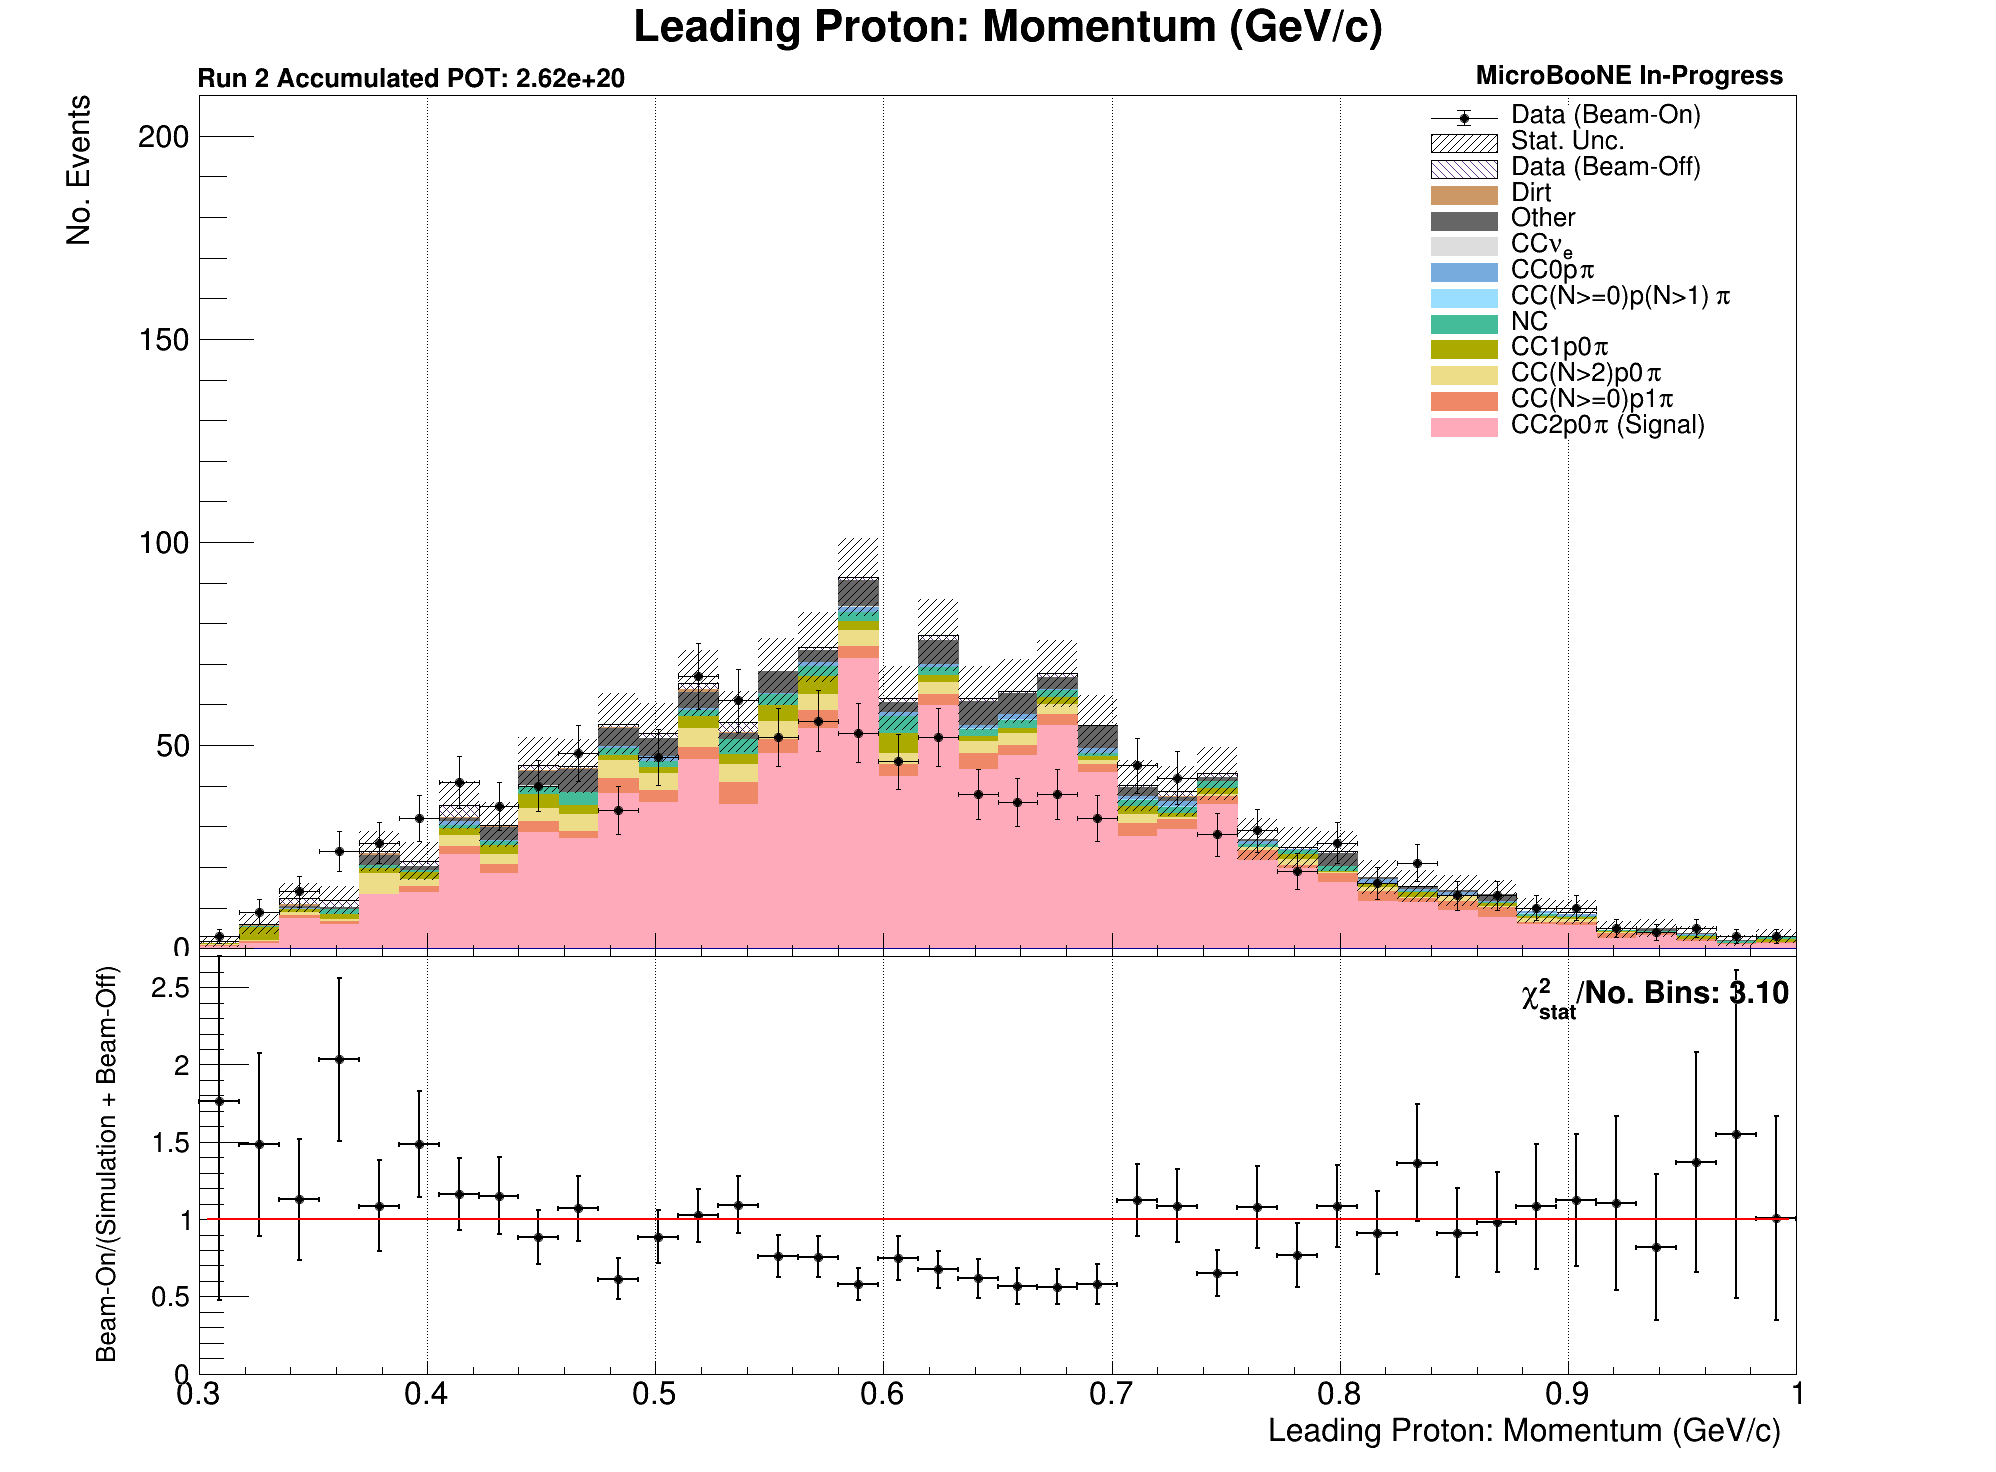 Leading Proton: Momentum (GeV/c)
Run 2 Accumulated POT: 2.62e+20
MicroBooNE In-Progress
No. Events
200
150
100
50
0
Data (Beam-On)
Stat. Unc.
Data (Beam-Off)
Dirt
Other
CCνe
CC0pπ
CC(N>=0)p(N>1) π
NC
CC1p0π
CC(N>2)p0π
CC(N>=0)p1π
CC2p0π (Signal)
Beam-On/(Simulation + Beam-Off)
2.5
2
1.5
1
0.5
0
χ²stat/No. Bins: 3.10
0.3 0.4 0.5 0.6 0.7 0.8 0.9 1
Leading Proton: Momentum (GeV/c)